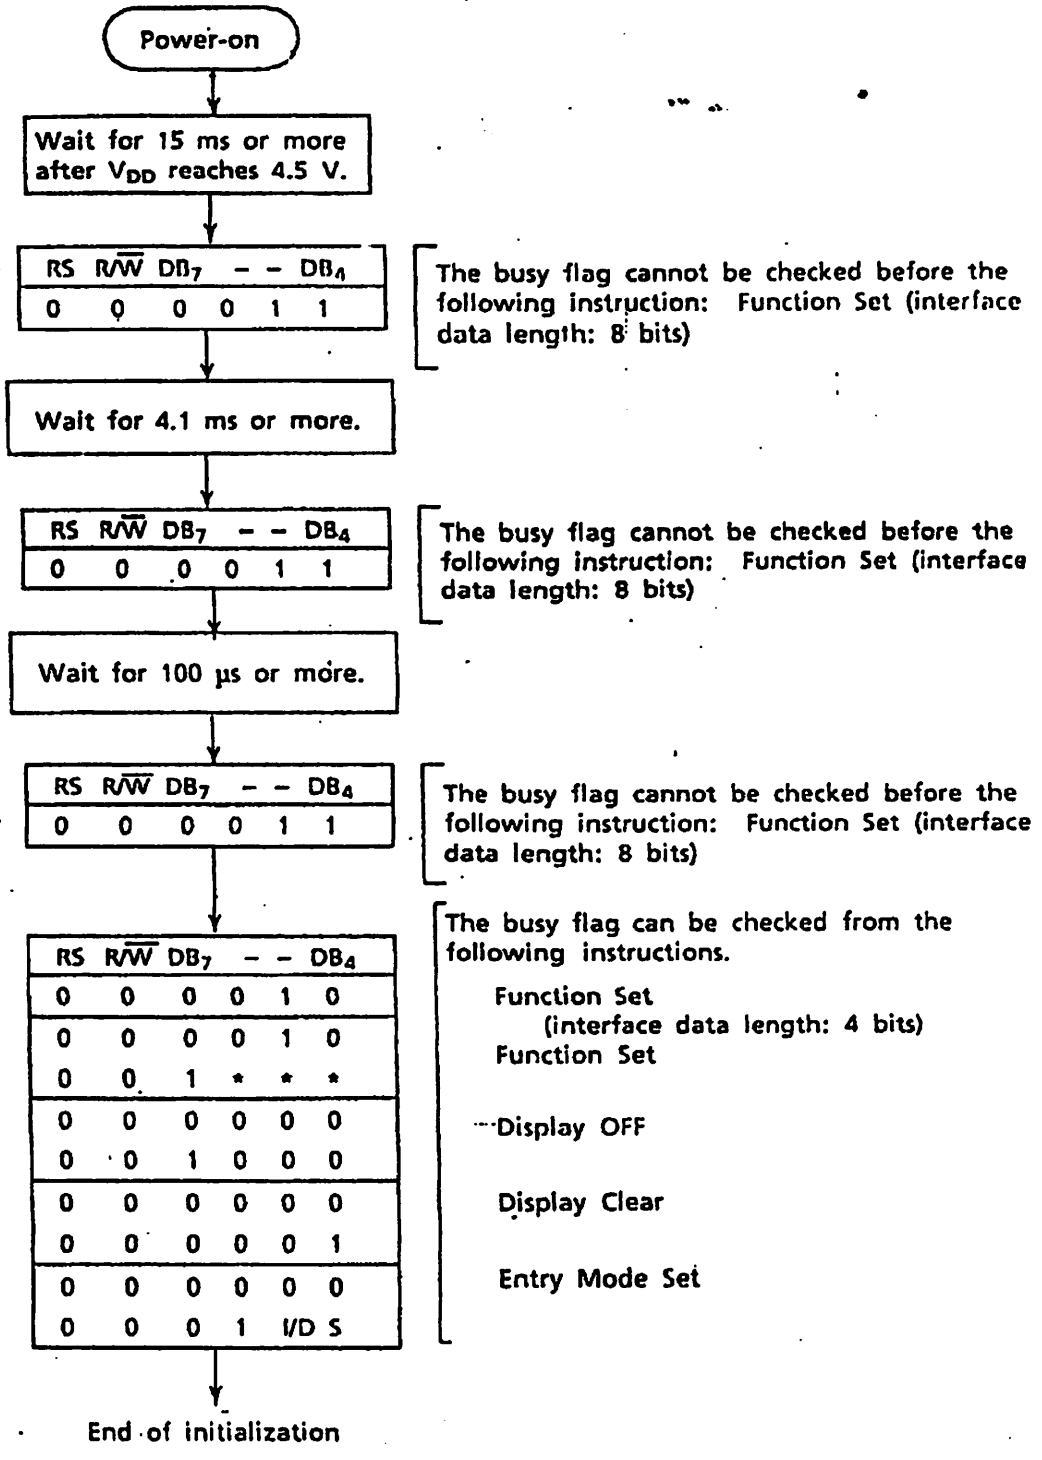 Power-on
Wait for 15 ms or more
after VDD reaches 4.5 V.
RS R/W DB7 - - DB4
0 0 0 0 1 1
The busy flag cannot be checked before the
following instruction: Function Set (interface
data length: 8 bits)
Wait for 4.1 ms or more.
RS R/W DB7 - - DB4
0 0 0 0 1 1
The busy flag cannot be checked before the
following instruction: Function Set (interface
data length: 8 bits)
Wait for 100 µs or more.
RS R/W DB7 - - DB4
0 0 0 0 1 1
The busy flag cannot be checked before the
following instruction: Function Set (interface
data length: 8 bits)
The busy flag can be checked from the
following instructions.
RS R/W DB7 - - DB4
0 0 0 0 1 0
Function Set
(interface data length: 4 bits)
0 0 0 0 1 0
Function Set
0 0 1 * * *
0 0 0 0 0 0
Display OFF
0 0 1 0 0 0
0 0 0 0 0 0
Display Clear
0 0 0 0 0 1
0 0 0 0 0 0
Entry Mode Set
0 0 0 1 I/D S
End of initialization